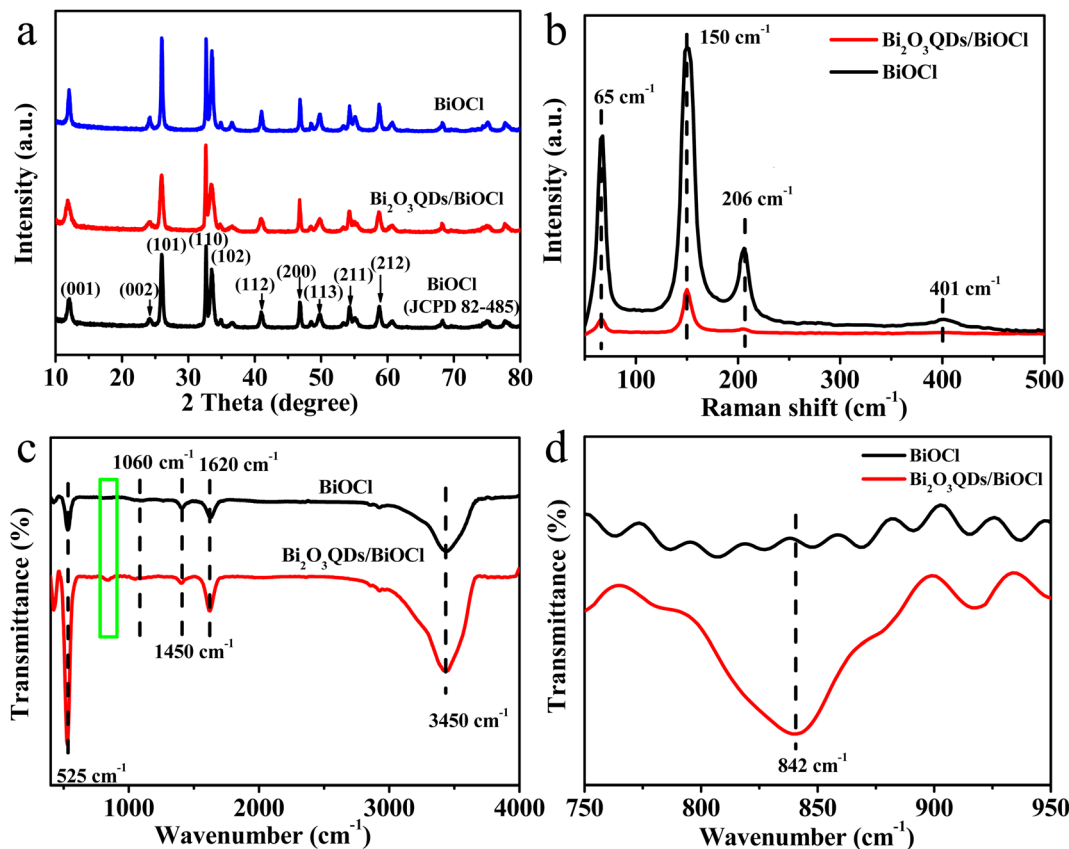 a
Intensity (a.u.)
BiOCl
Bi₂O₃QDs/BiOCl
BiOCl
(JCPD 82-485)
(001)
(002)
(101)
(110)
(102)
(112)
(200)
(113)
(211)
(212)
10 20 30 40 50 60 70 80
2 Theta (degree)
b
Intensity (a.u.)
Bi₂O₃QDs/BiOCl
BiOCl
65 cm⁻¹
150 cm⁻¹
206 cm⁻¹
401 cm⁻¹
100 200 300 400 500
Raman shift (cm⁻¹)
c
Transmittance (%)
1060 cm⁻¹
1620 cm⁻¹
BiOCl
Bi₂O₃QDs/BiOCl
1450 cm⁻¹
3450 cm⁻¹
525 cm⁻¹
1000 2000 3000 4000
Wavenumber (cm⁻¹)
d
Transmittance (%)
BiOCl
Bi₂O₃QDs/BiOCl
842 cm⁻¹
750 800 850 900 950
Wavenumber (cm⁻¹)